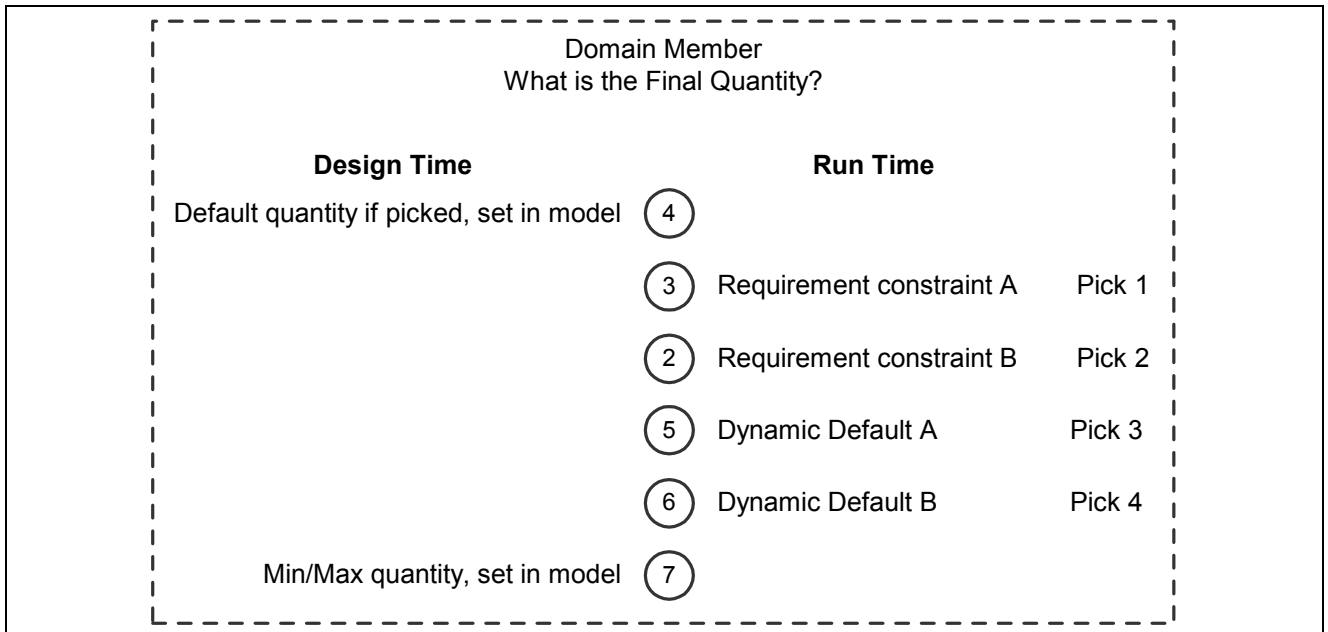 Domain Member
What is the Final Quantity?
Design Time Run Time
Default quantity if picked, set in model 4
3 Requirement constraint A Pick 1
2 Requirement constraint B Pick 2
5 Dynamic Default A Pick 3
6 Dynamic Default B Pick 4
Min/Max quantity, set in model 7